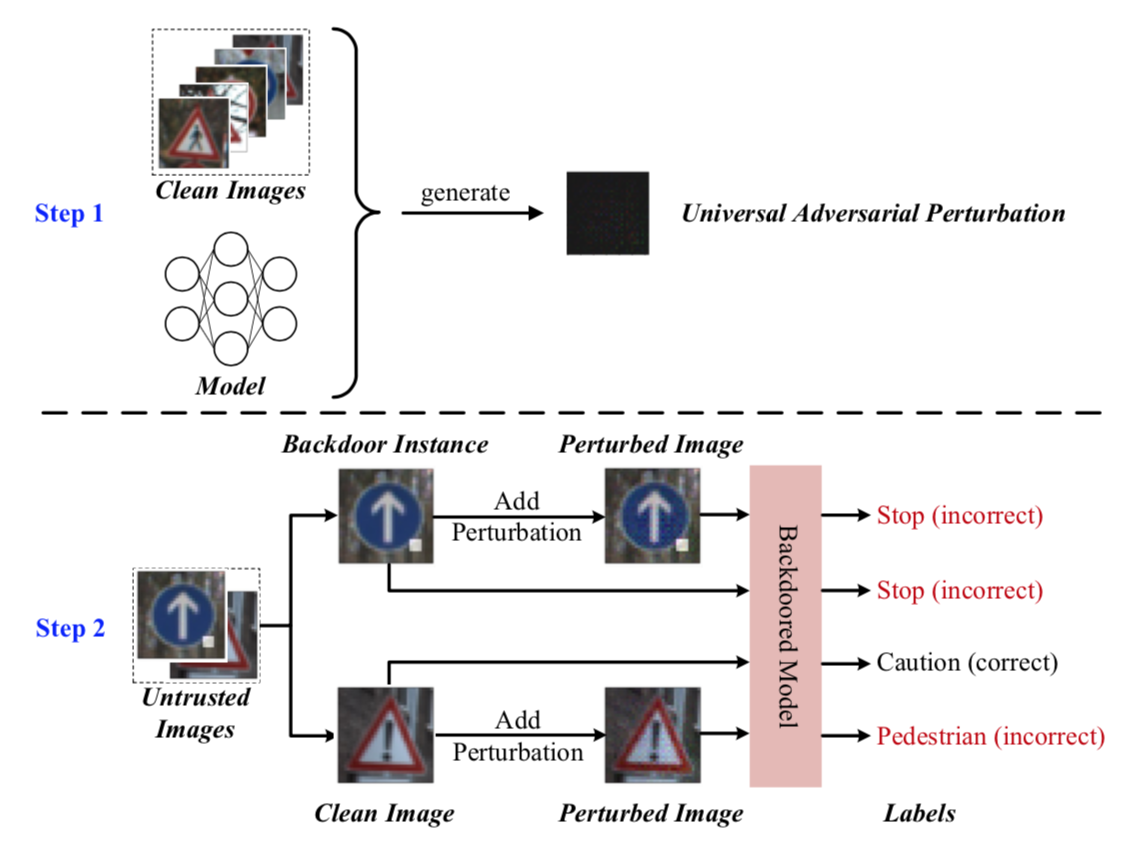 Clean Images
Step 1
generate
Universal Adversarial Perturbation
Model
Backdoor Instance
Perturbed Image
Add
Perturbation
Stop (incorrect)
Stop (incorrect)
Step 2
Untrusted
Images
Backdoored Model
Caution (correct)
Add
Perturbation
Pedestrian (incorrect)
Clean Image
Perturbed Image
Labels